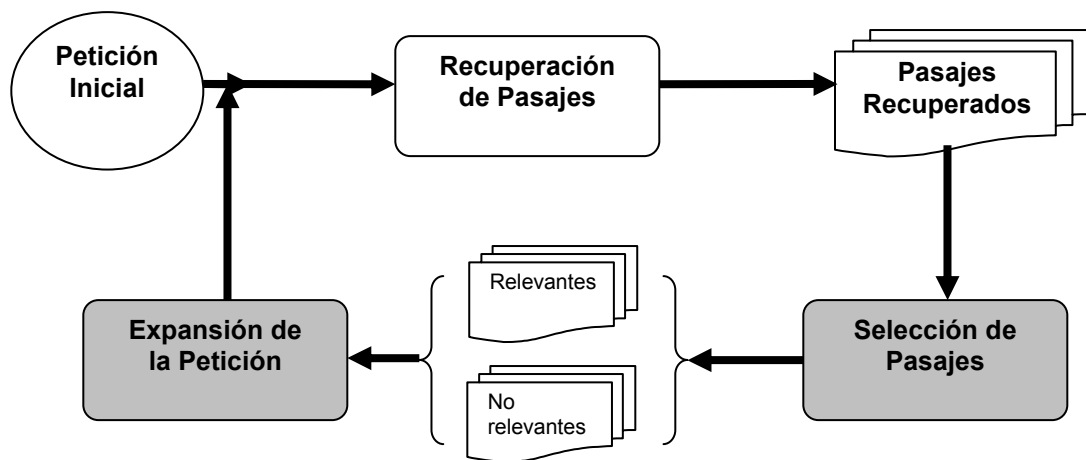 Petición
Inicial
Recuperación
de Pasajes
Pasajes
Recuperados
Relevantes
Expansión de
la Petición
Selección de
Pasajes
No
relevantes